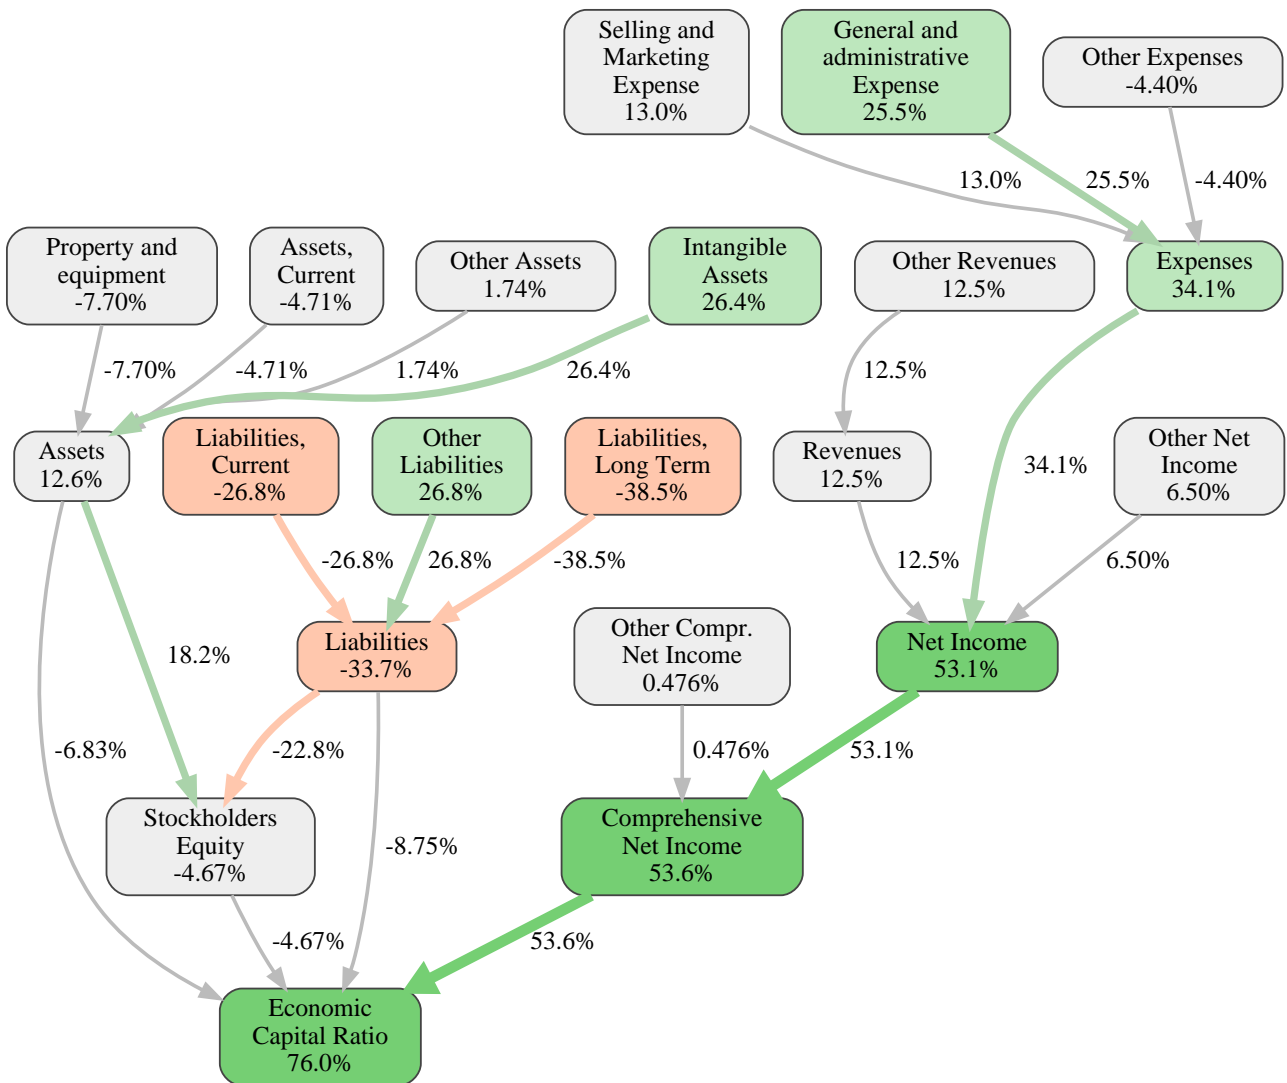 Selling and
Marketing
Expense
13.0%
General and
administrative
Expense
25.5%
Other Expenses
-4.40%
13.0%
25.5%
-4.40%
Property and
equipment
-7.70%
Assets,
Current
-4.71%
Other Assets
1.74%
Intangible
Assets
26.4%
Other Revenues
12.5%
Expenses
34.1%
-7.70%
-4.71%
1.74%
26.4%
12.5%
34.1%
Assets
12.6%
Liabilities,
Current
-26.8%
Other
Liabilities
26.8%
Liabilities,
Long Term
-38.5%
Revenues
12.5%
Other Net
Income
6.50%
-26.8%
26.8%
-38.5%
12.5%
6.50%
18.2%
Liabilities
-33.7%
Other Compr.
Net Income
0.476%
Net Income
53.1%
-6.83%
-22.8%
0.476%
53.1%
Stockholders
Equity
-4.67%
-8.75%
Comprehensive
Net Income
53.6%
-4.67%
53.6%
Economic
Capital Ratio
76.0%